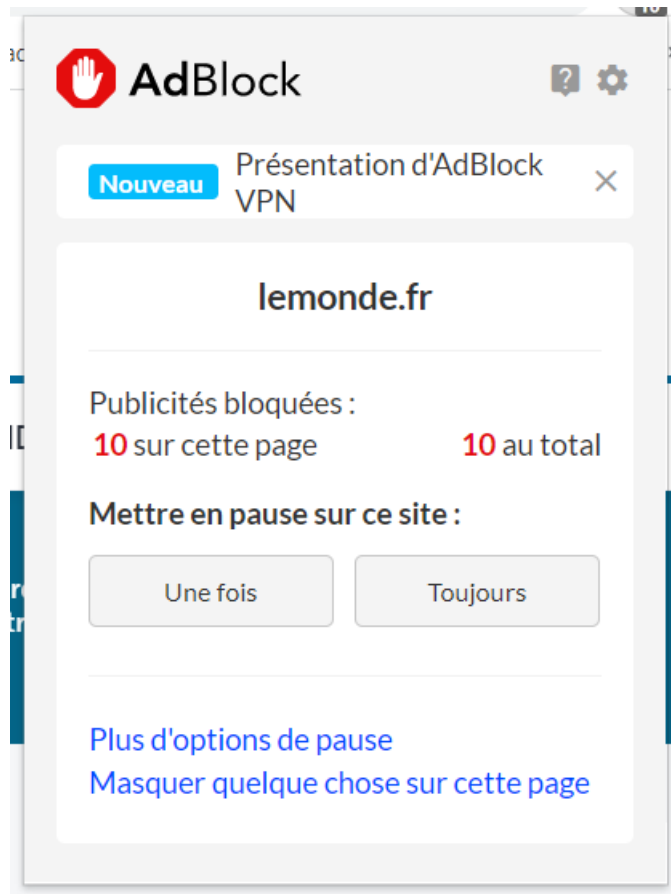 10
AdBlock
Nouveau
Présentation d'AdBlock
VPN
lemonde.fr
Publicités bloquées :
10 sur cette page
10 au total
Mettre en pause sur ce site :
Une fois
Toujours
Plus d'options de pause
Masquer quelque chose sur cette page